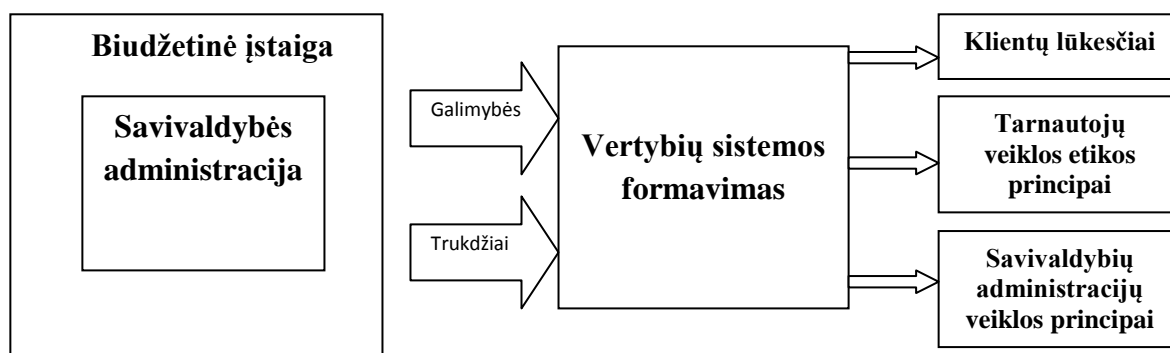 Biudžetinė įstaiga
Savivaldybės
administracija
Galimybės
Trukdžiai
Vertybių sistemos
formavimas
Klientų lūkesčiai
Tarnautojų
veiklos etikos
principai
Savivaldybių
administracijų
veiklos principai